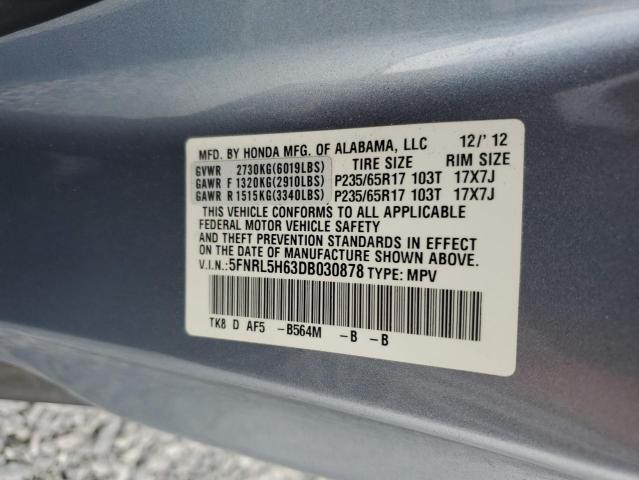 MFD. BY HONDA MFG. OF ALABAMA, LLC 12/'12
GVWR 2730KG(6019LBS) TIRE SIZE RIM SIZE
GAWR F 1320KG(2910LBS) P235/65R17 103T 17X7J
GAWR R 1515KG(3340LBS) P235/65R17 103T 17X7J
THIS VEHICLE CONFORMS TO ALL APPLICABLE
FEDERAL MOTOR VEHICLE SAFETY
AND THEFT PREVENTION STANDARDS IN EFFECT
ON THE DATE OF MANUFACTURE SHOWN ABOVE.
V.I.N.:5FNRL5H63DB030878 TYPE: MPV
TK8 D AF5 -B564M -B -B